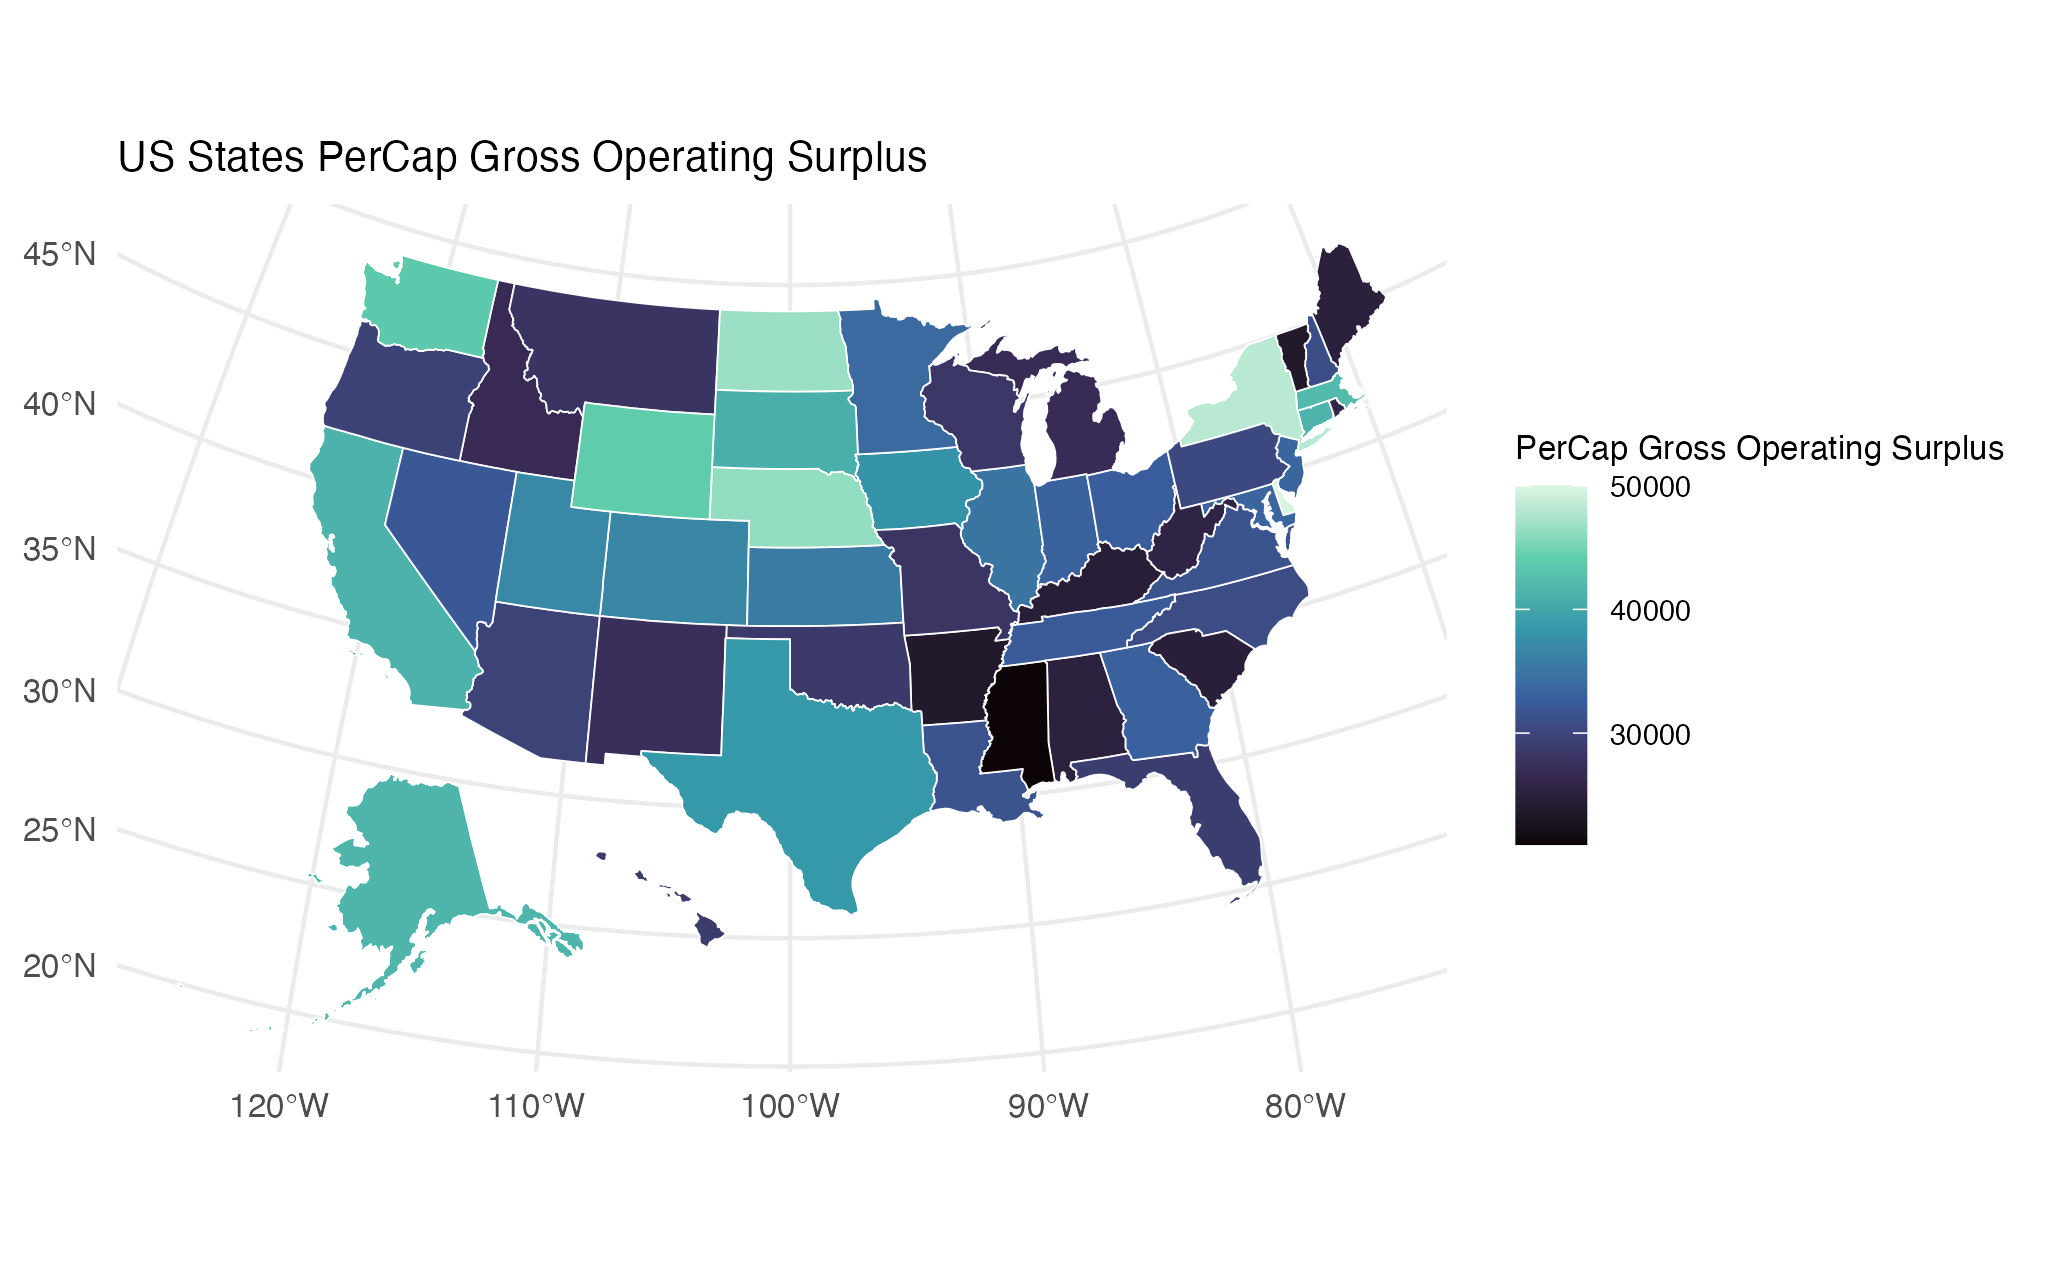 US States PerCap Gross Operating Surplus
45°N
40°N
35°N
30°N
25°N
20°N
120°W
110°W
100°W
90°W
80°W
PerCap Gross Operating Surplus
50000
40000
30000